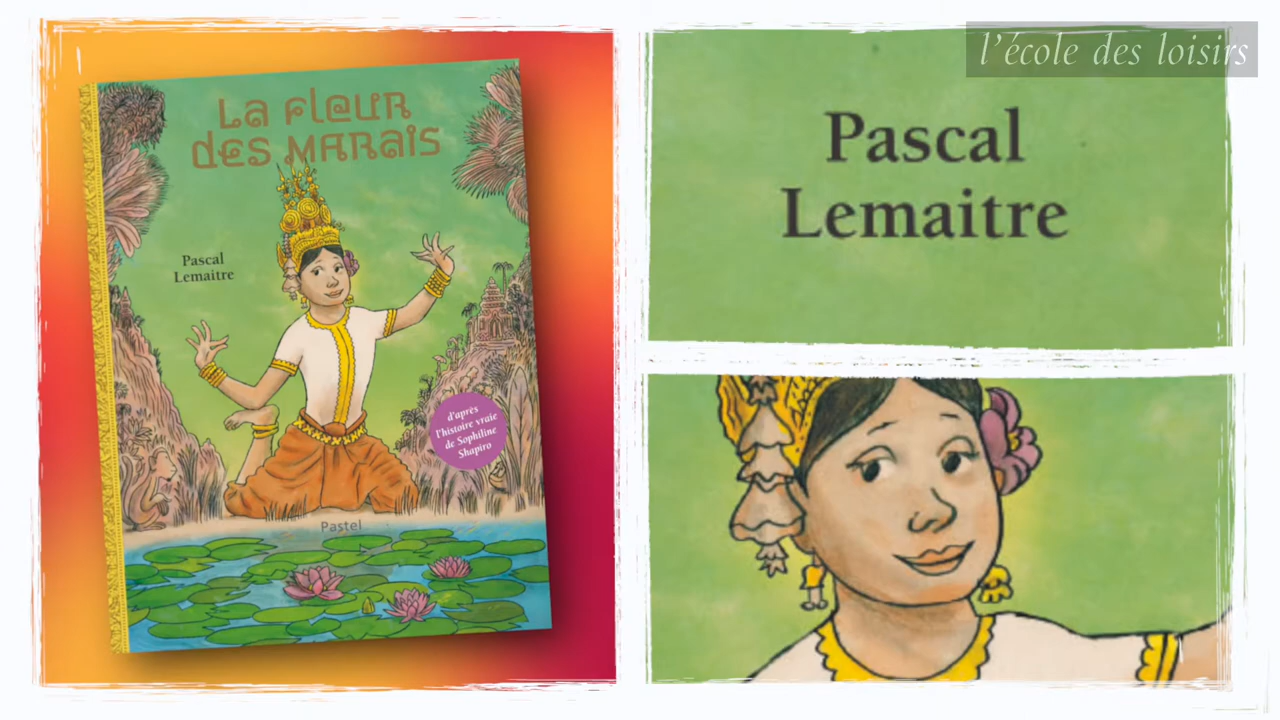 La fleur
des marais
Pascal
Lemaitre
d'après
l'histoire vraie
de Sophiline
Shapiro
Pastel
l'école des loisirs
Pascal
Lemaitre